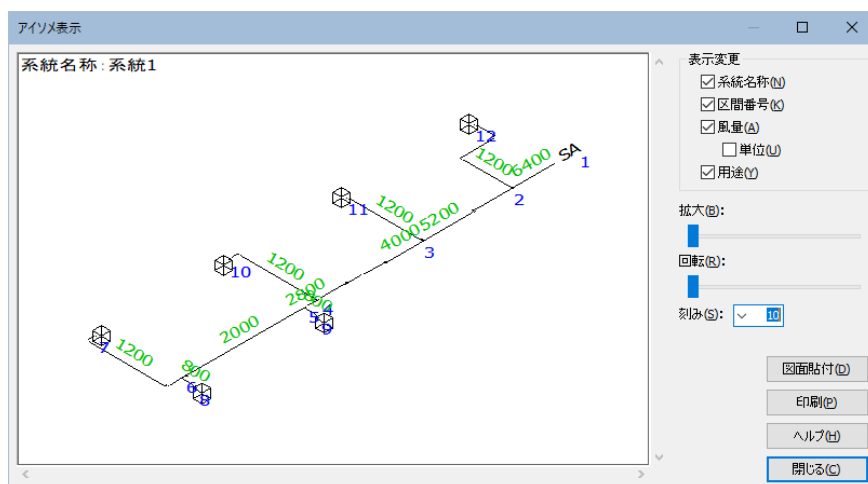 アイソメ表示
系統名称:系統1
12
1200
6400
SA
1
2
11
1200
5200
4000
3
10
1200
2800
800
4
5
9
2000
7
1200
800
6
8
表示変更
系統名称(N)
区間番号(K)
風量(A)
単位(U)
用途(Y)
拡大(B):
回転(R):
刻み(S):
10
図面貼付(D)
印刷(P)
ヘルプ(H)
閉じる(C)